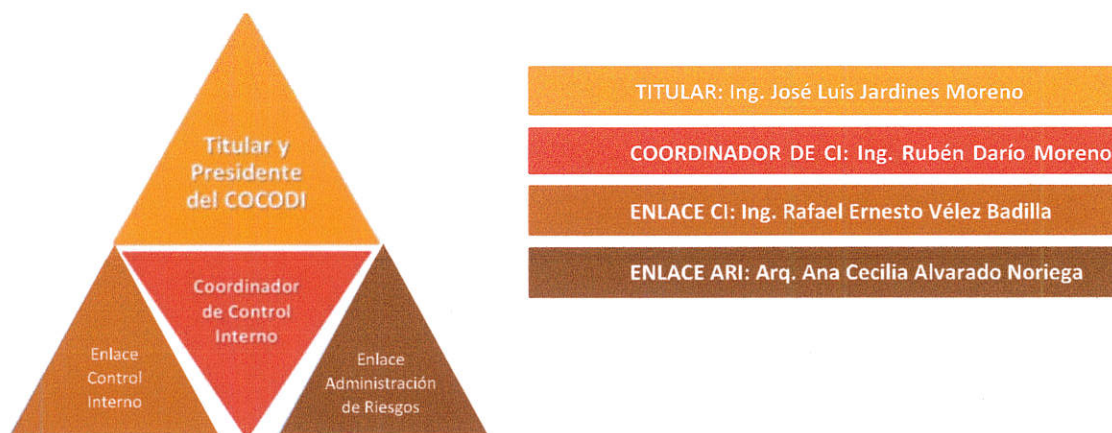 Titular y
Presidente
del COCODI
Coordinador
de Control
Interno
Enlace
Control
Interno
Enlace
Administración
de Riesgos
TITULAR: Ing. José Luis Jardines Moreno
COORDINADOR DE CI: Ing. Rubén Darío Moreno
ENLACE CI: Ing. Rafael Ernesto Vélez Badilla
ENLACE ARI: Arq. Ana Cecilia Alvarado Noriega